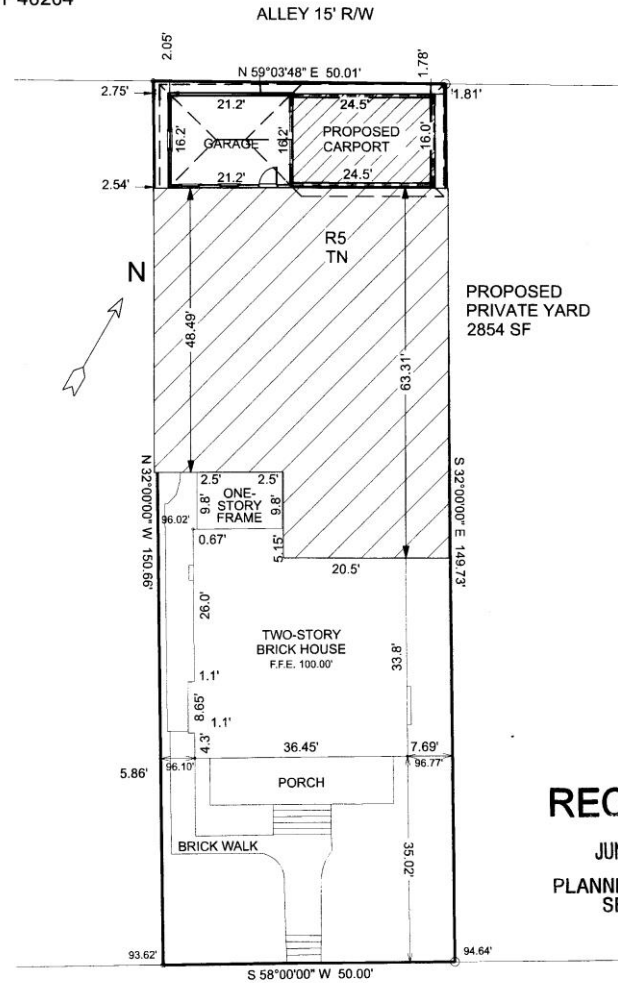 40204
ALLEY 15' R/W
2.05'
N 59°03'48" E 50.01'
1.78'
2.75'
1.81'
21.2'
24.5'
16.2'
GARAGE
16.2'
PROPOSED
CARPORT
16.0'
2.54'
21.2'
24.5'
R5
TN
N
PROPOSED
PRIVATE YARD
2854 SF
48.49'
63.31'
N 32°00'00" W 150.66'
S 32°00'00" E 149.73'
2.5'
2.5'
9.8'
ONE-
STORY
FRAME
9.8'
96.02'
0.67'
5.15'
20.5'
26.0'
TWO-STORY
BRICK HOUSE
F.F.E. 100.00'
33.8'
1.1'
8.65'
1.1'
4.3'
36.45'
7.69'
5.86'
96.10'
96.77'
PORCH
REC
JUN
BRICK WALK
35.02'
PLANNI
SE
93.62'
94.64'
S 58°00'00" W 50.00'